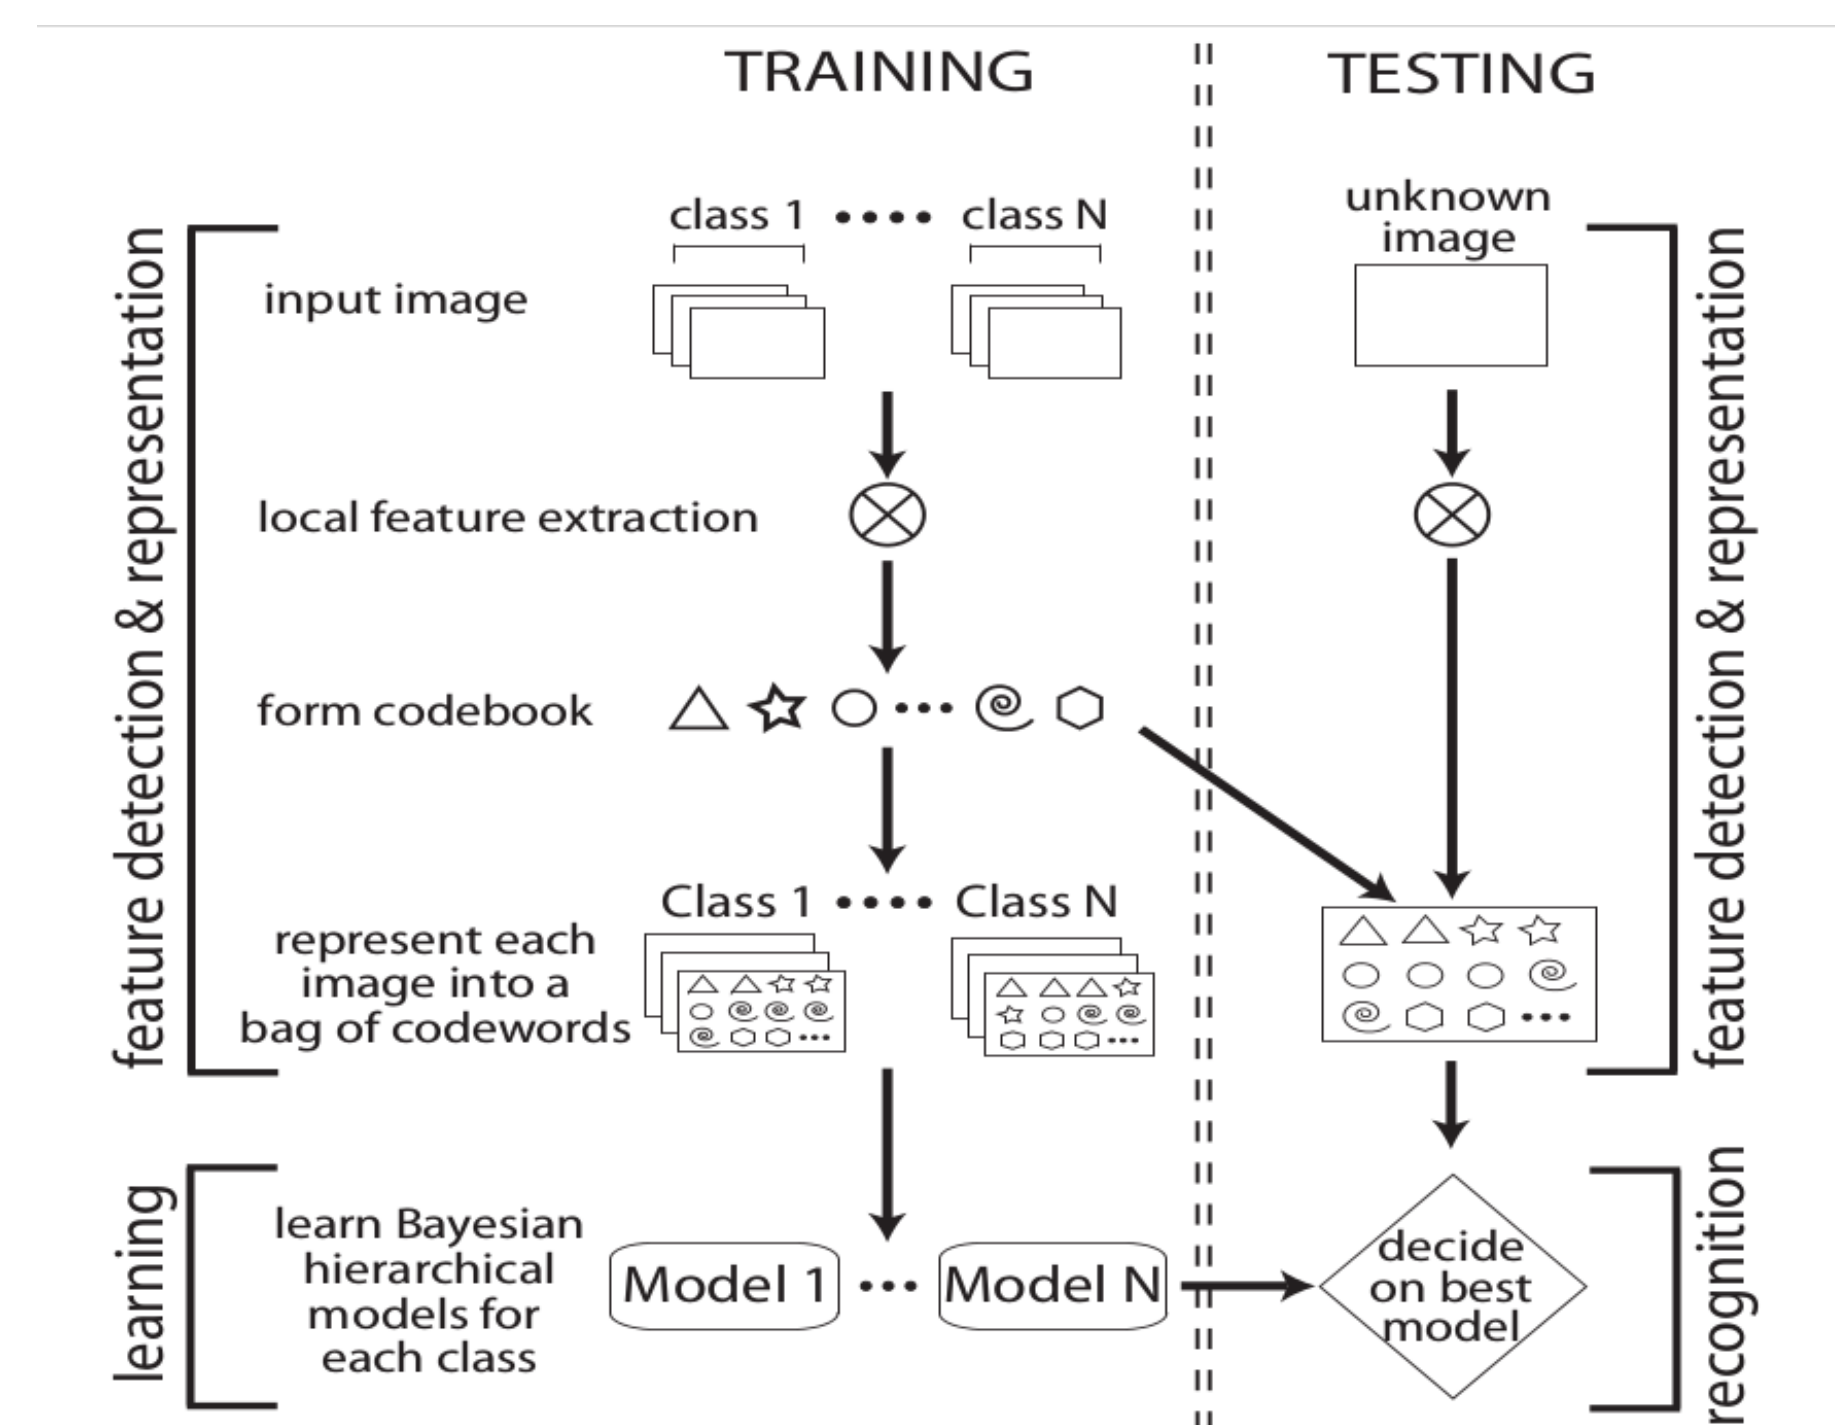 TRAINING
TESTING
feature detection & representation
class 1 •••• class N
unknown
image
input image
local feature extraction
form codebook
•••
Class 1 •••• Class N
represent each
image into a
bag of codewords
•••
•••
•••
feature detection & representation
learning
learn Bayesian
hierarchical
models for
each class
Model 1 ••• Model N
decide
on best
model
recognition